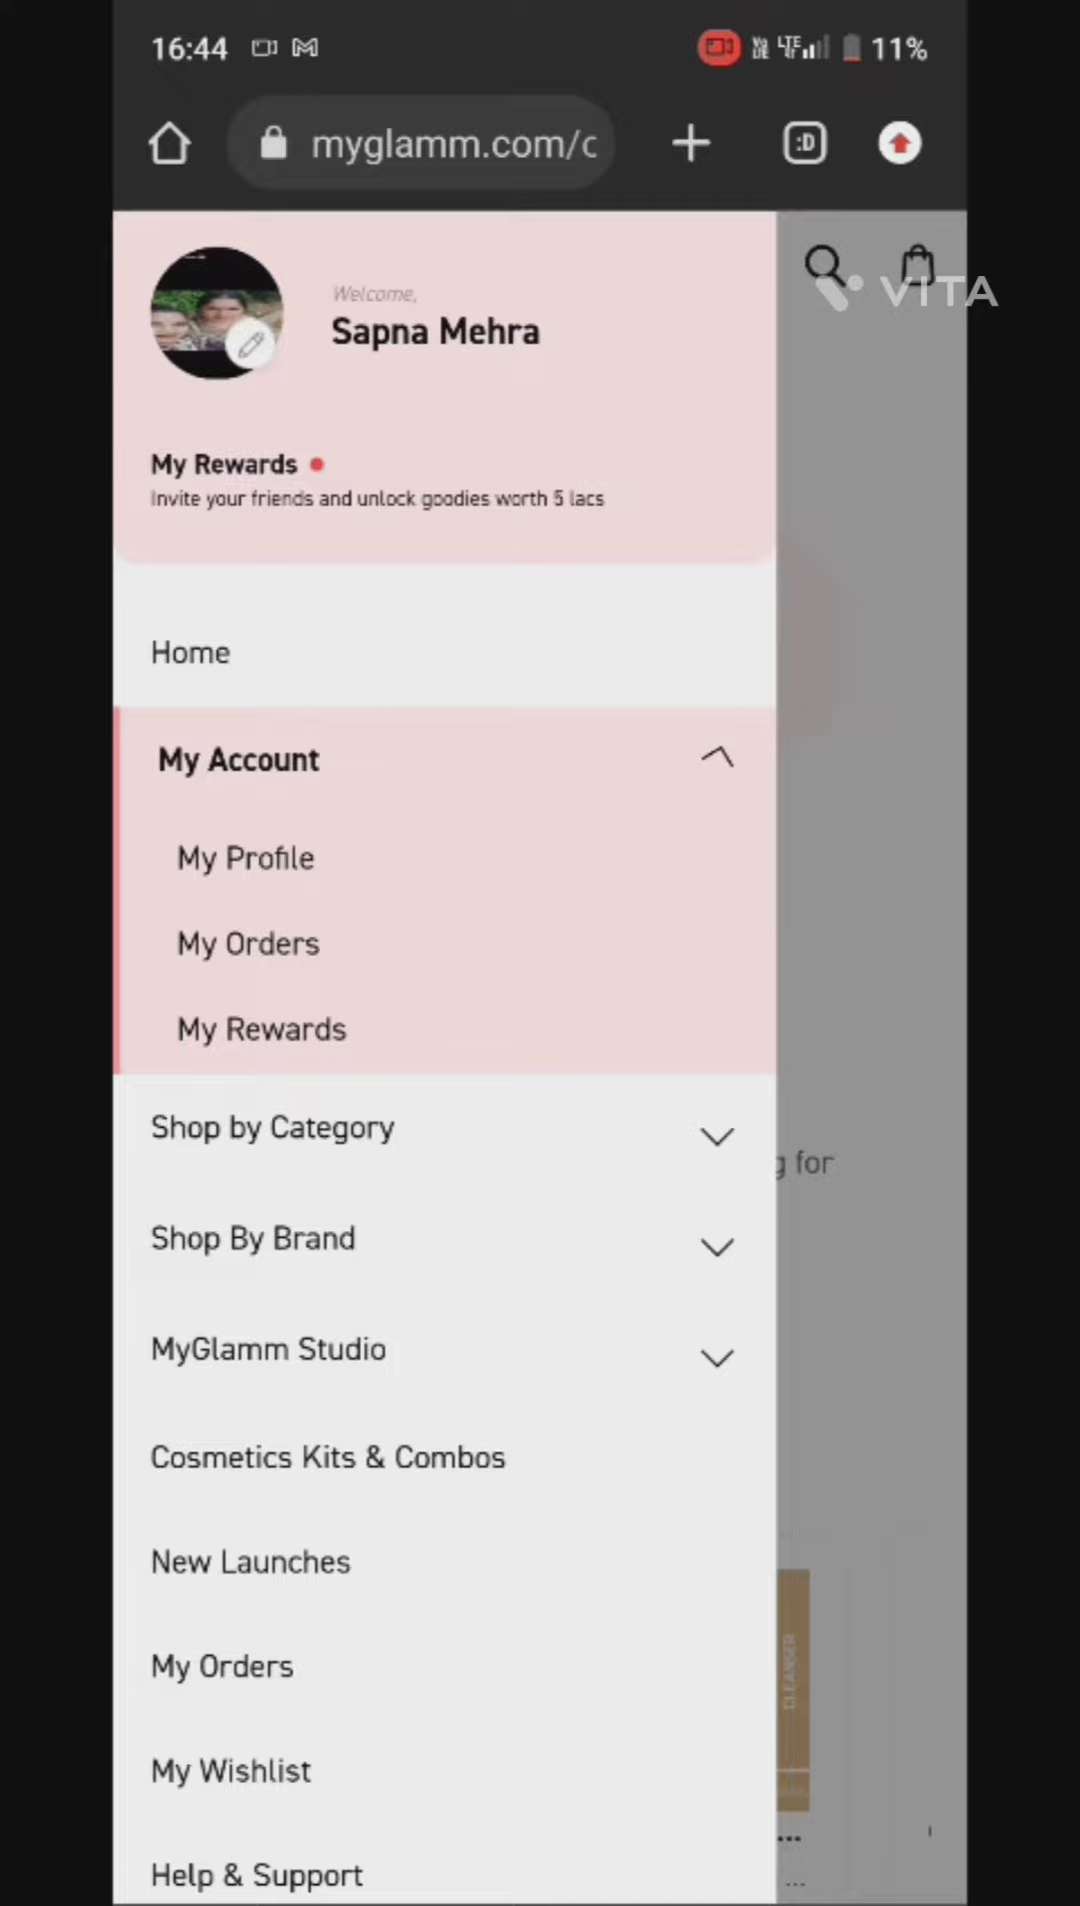 16:44
11%
myglamm.com/c
:D
VITA
Welcome,
Sapna Mehra
My Rewards
Invite your friends and unlock goodies worth 5 lacs
Home
My Account
My Profile
My Orders
My Rewards
Shop by Category
g for
Shop By Brand
MyGlamm Studio
Cosmetics Kits & Combos
New Launches
CLEANSER
My Orders
My Wishlist
...
Help & Support
...